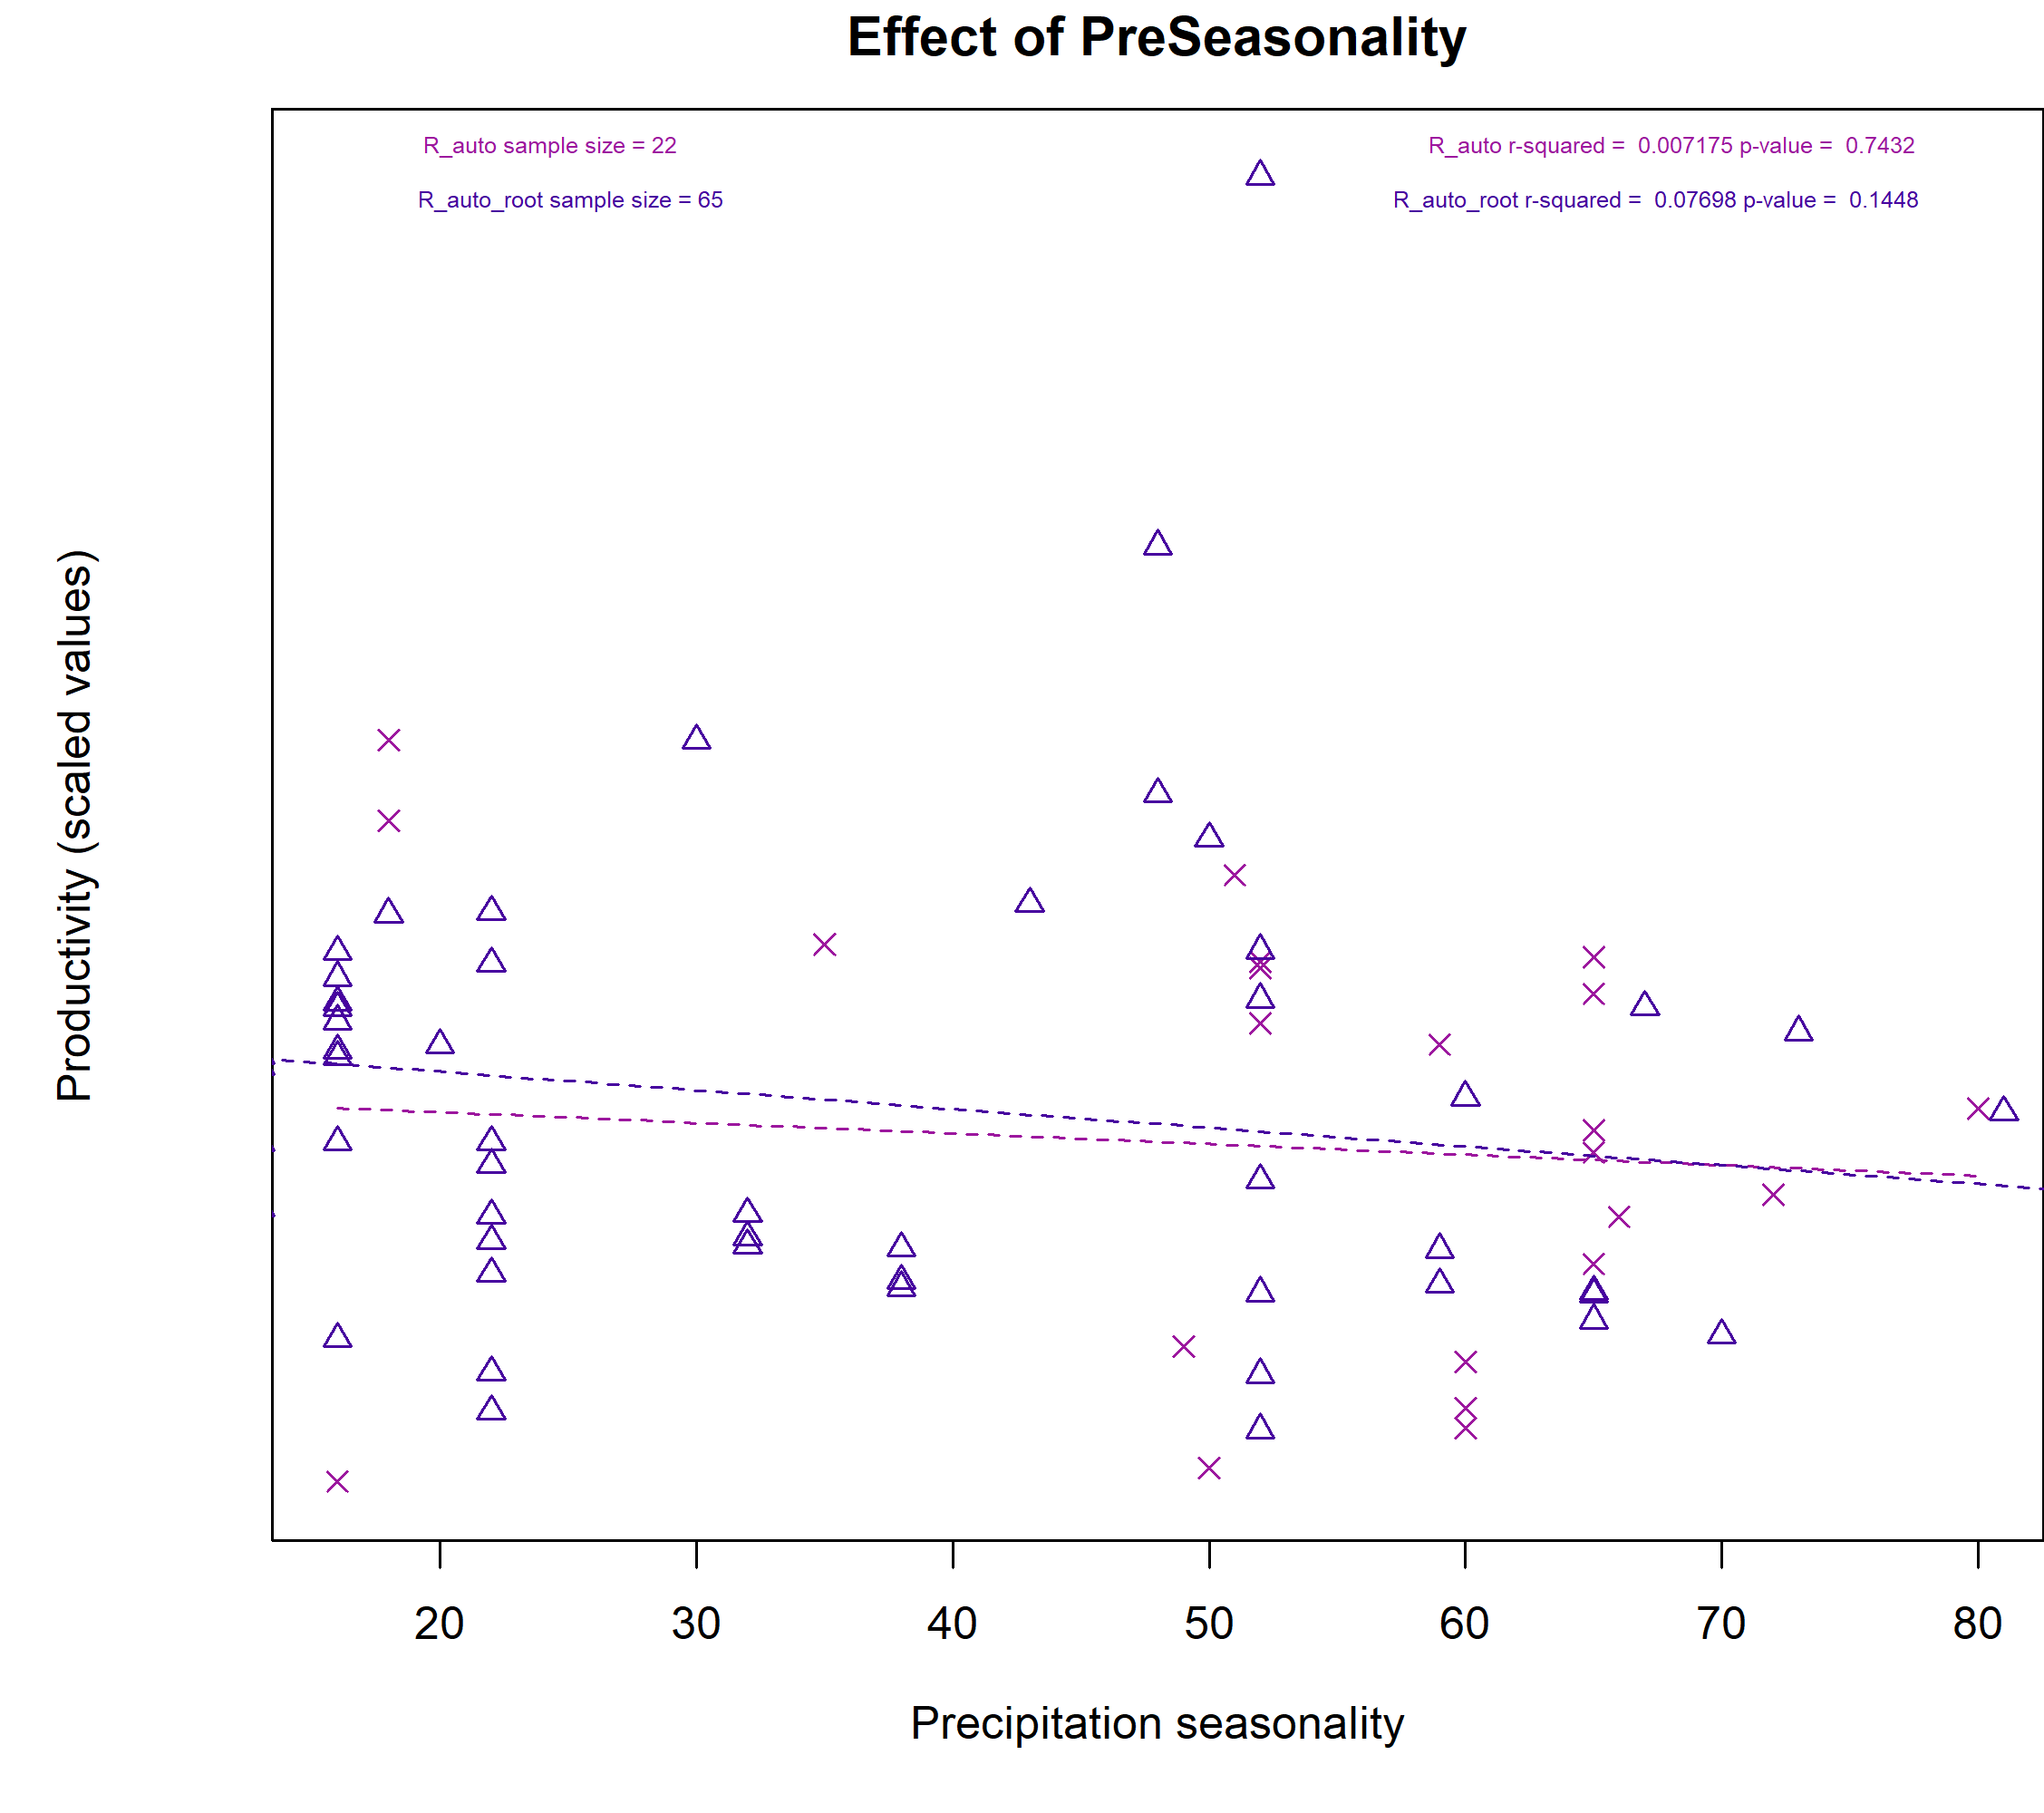 Effect of PreSeasonality
R_auto sample size = 22
R_auto r-squared =  0.007175 p-value =  0.7432
R_auto_root sample size = 65
R_auto_root r-squared =  0.07698 p-value =  0.1448
Productivity (scaled values)
20 30 40 50 60 70 80
Precipitation seasonality